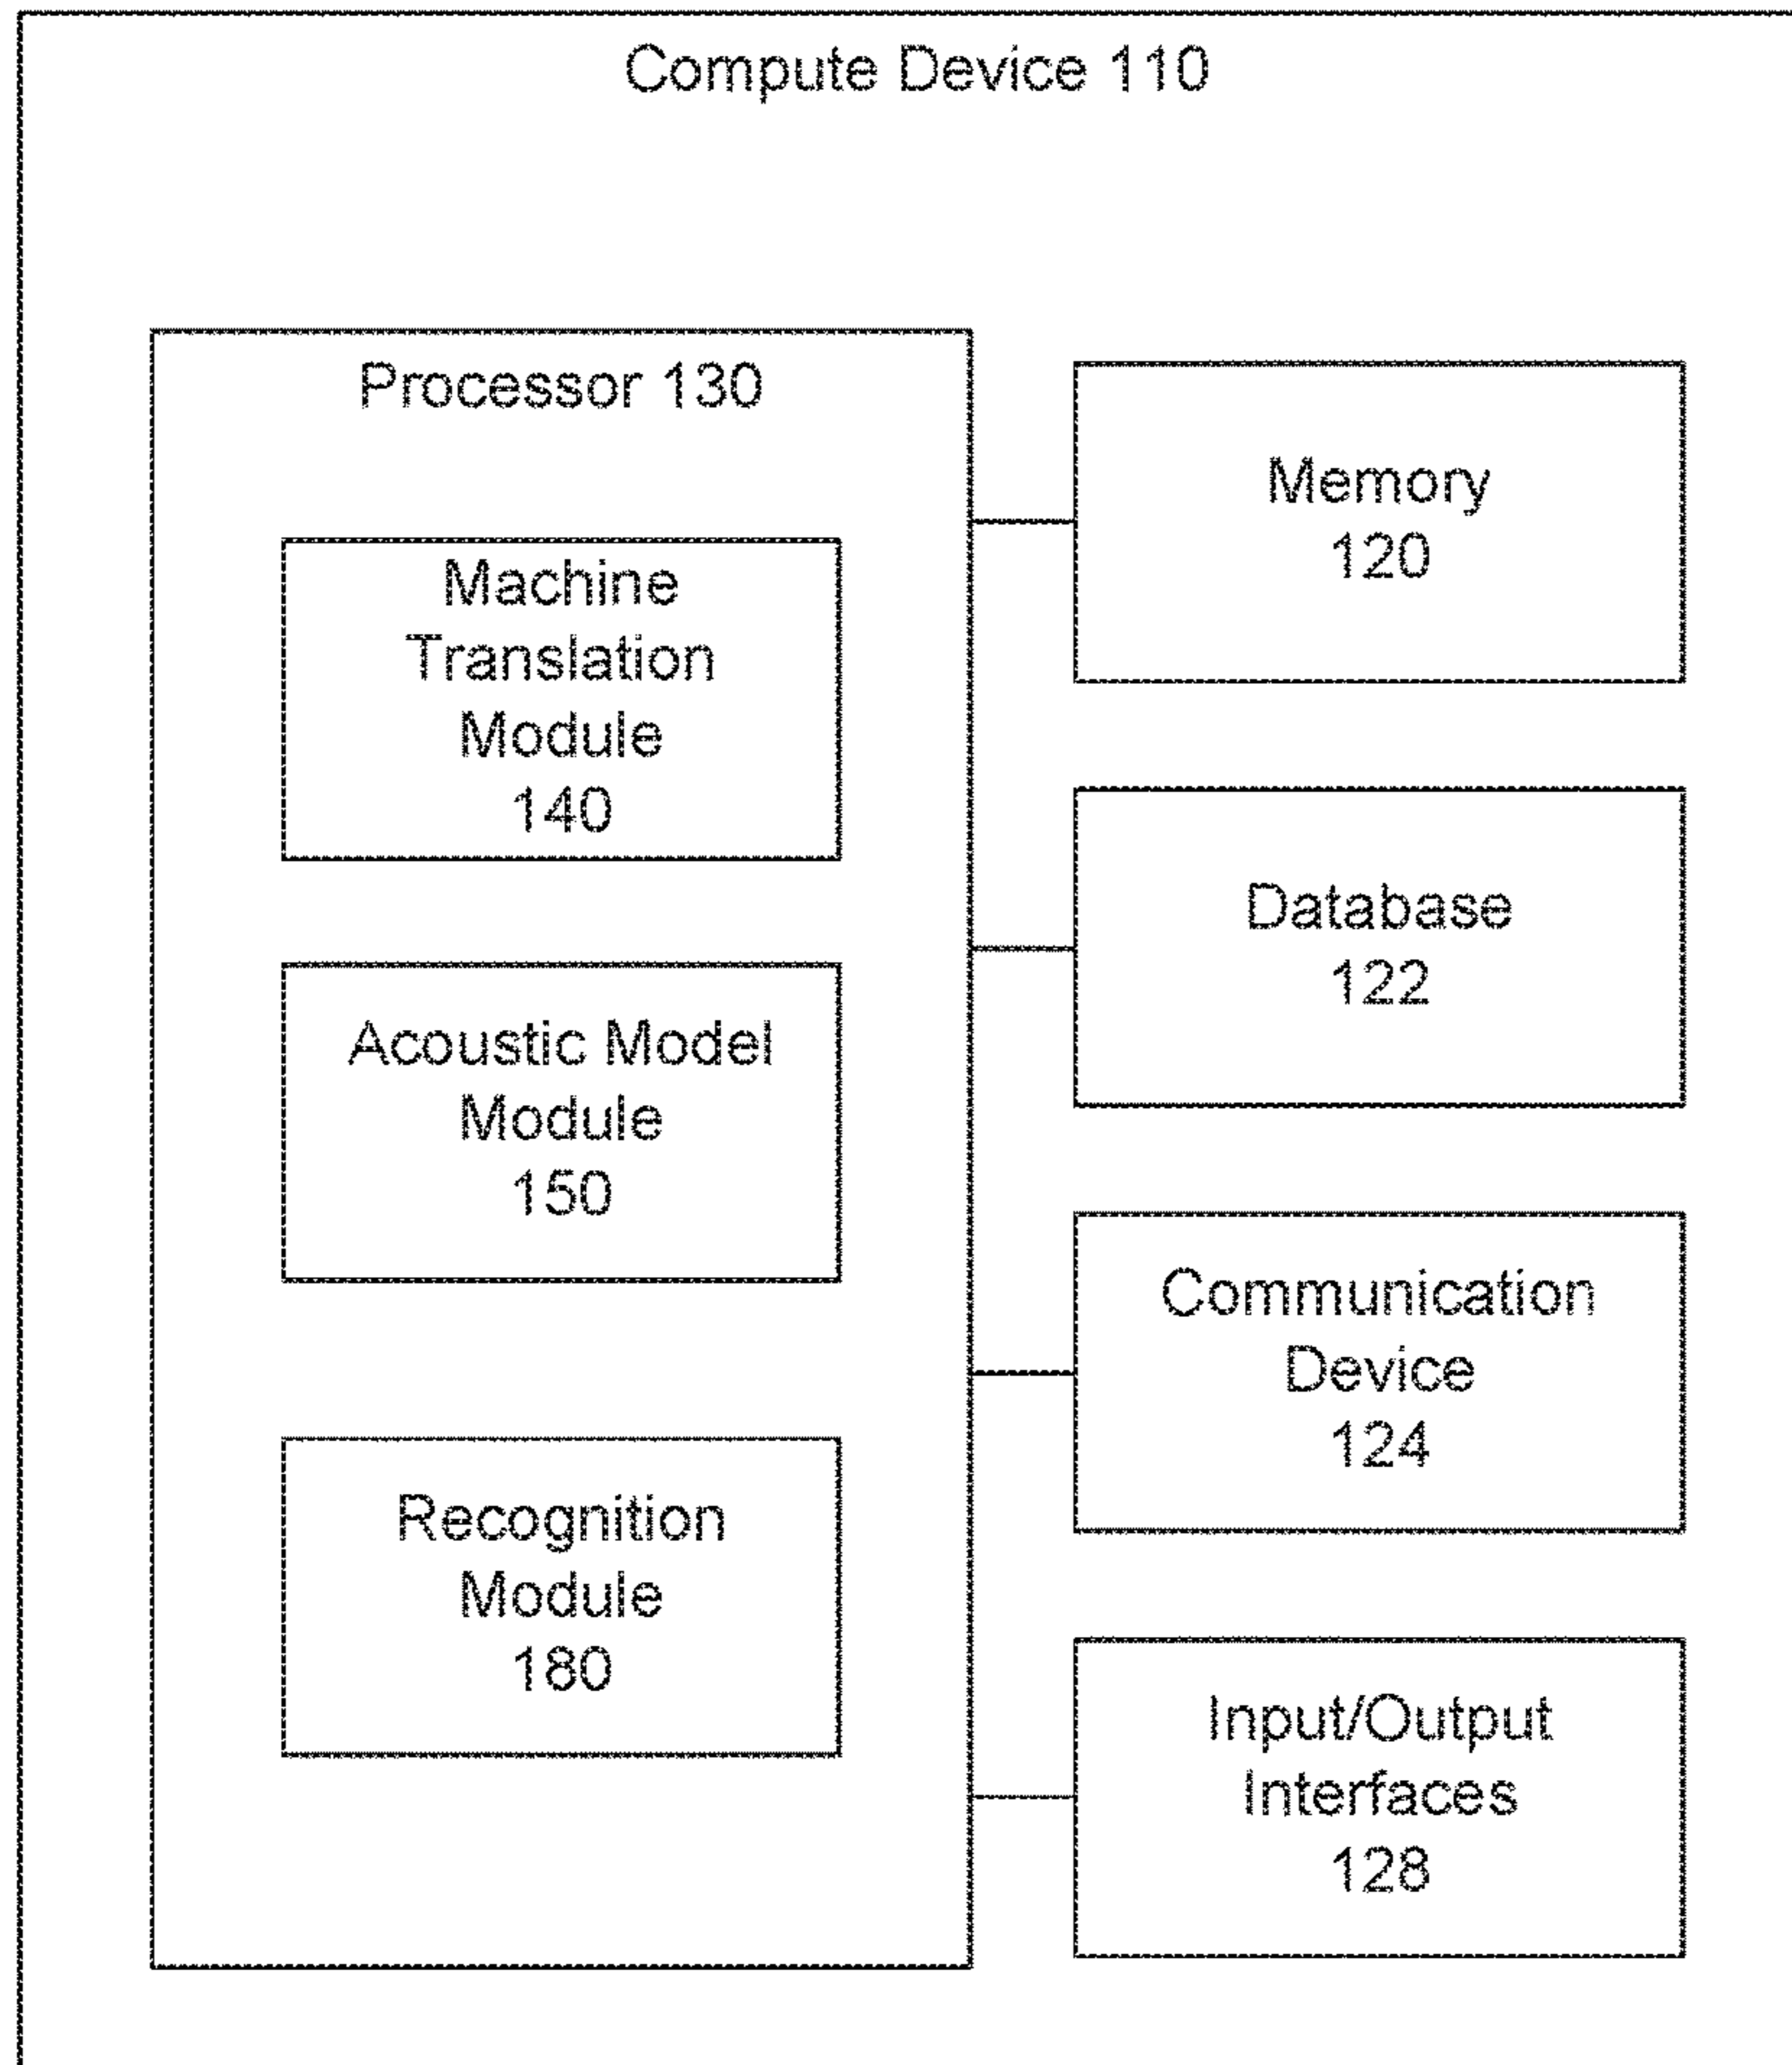 Compute Device 110
Processor 130
Machine
Translation
Module
140
Acoustic Model
Module
150
Recognition
Module
180
Memory
120
Database
122
Communication
Device
124
Input/Output
Interfaces
128